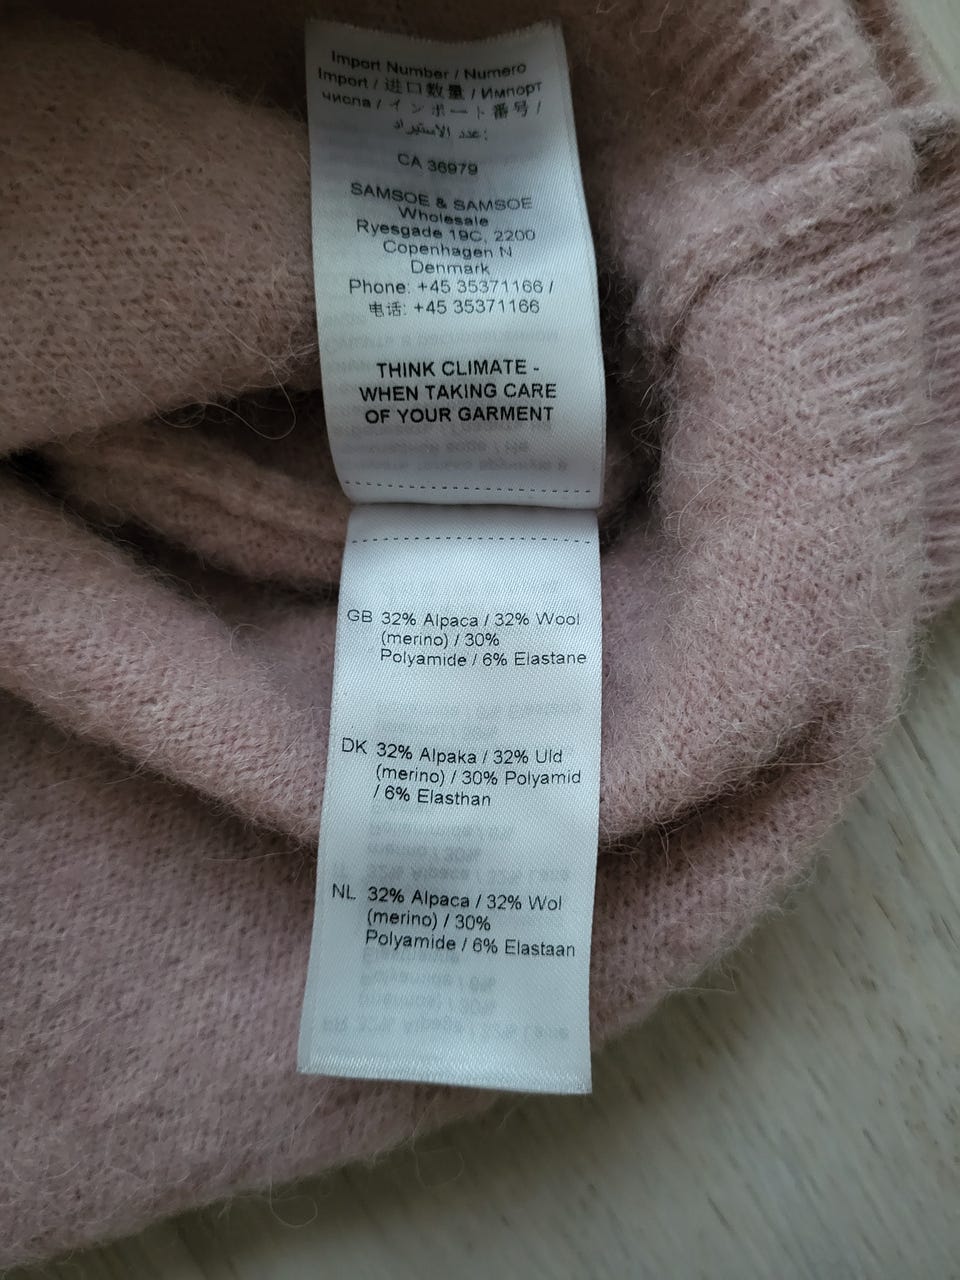 Import Number / Numero
Import / 进口数量 / Импорт
числа / インポート番号 /
عدد الاستيراد:
CA 36979
SAMSOE & SAMSOE
Wholesale
Ryesgade 19C, 2200
Copenhagen N
Denmark
Phone: +45 35371166 /
电话: +45 35371166
THINK CLIMATE -
WHEN TAKING CARE
OF YOUR GARMENT
GB 32% Alpaca / 32% Wool
(merino) / 30%
Polyamide / 6% Elastane
DK 32% Alpaka / 32% Uld
(merino) / 30% Polyamid
/ 6% Elasthan
NL 32% Alpaca / 32% Wol
(merino) / 30%
Polyamide / 6% Elastaan